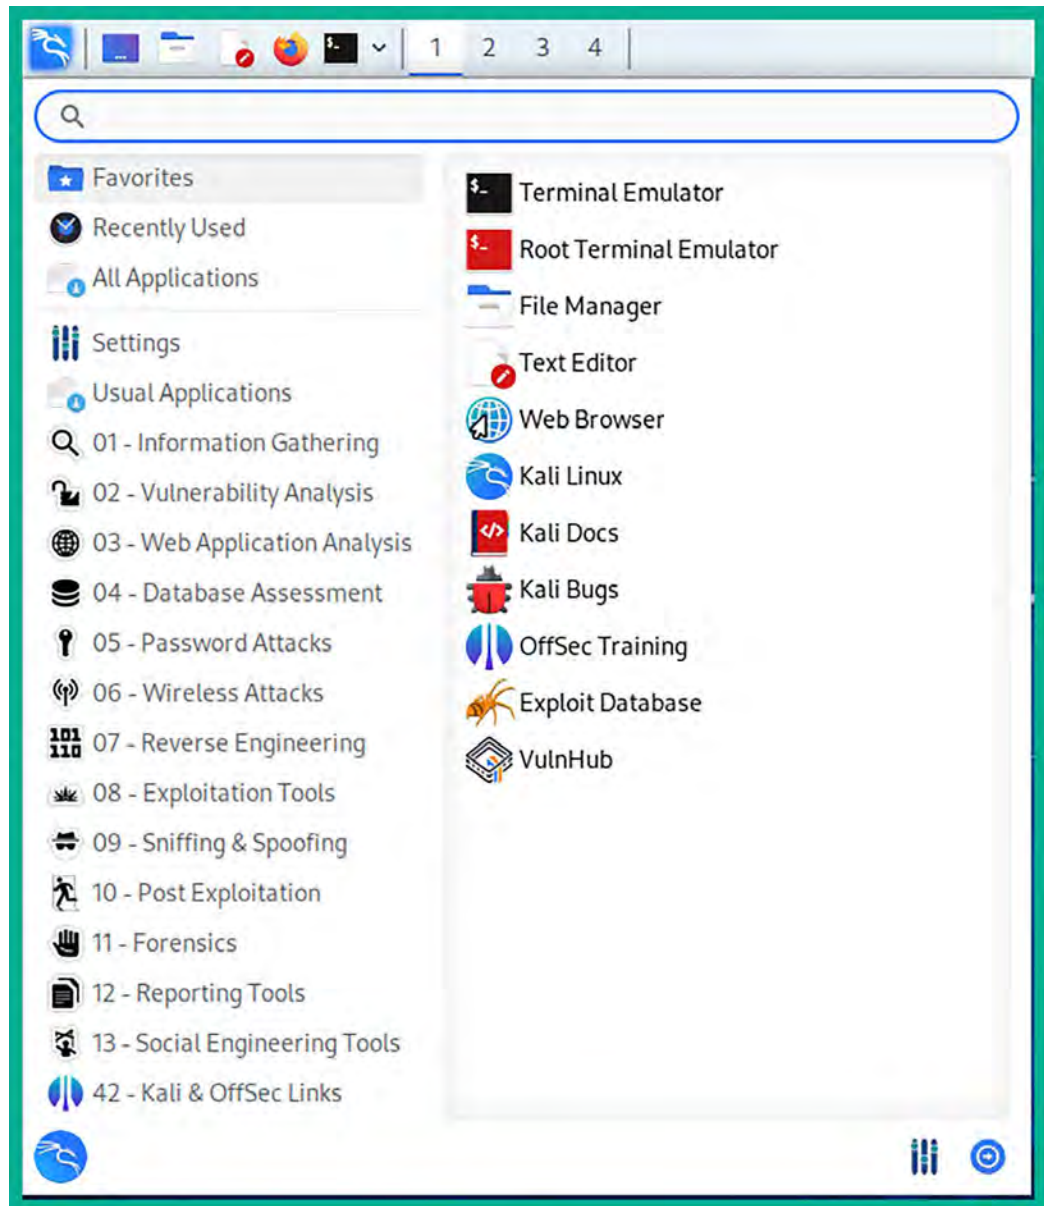 1 2 3 4
Favorites
Recently Used
All Applications
Settings
Usual Applications
01 - Information Gathering
02 - Vulnerability Analysis
03 - Web Application Analysis
04 - Database Assessment
05 - Password Attacks
06 - Wireless Attacks
07 - Reverse Engineering
08 - Exploitation Tools
09 - Sniffing & Spoofing
10 - Post Exploitation
11 - Forensics
12 - Reporting Tools
13 - Social Engineering Tools
42 - Kali & OffSec Links
Terminal Emulator
Root Terminal Emulator
File Manager
Text Editor
Web Browser
Kali Linux
Kali Docs
Kali Bugs
OffSec Training
Exploit Database
VulnHub